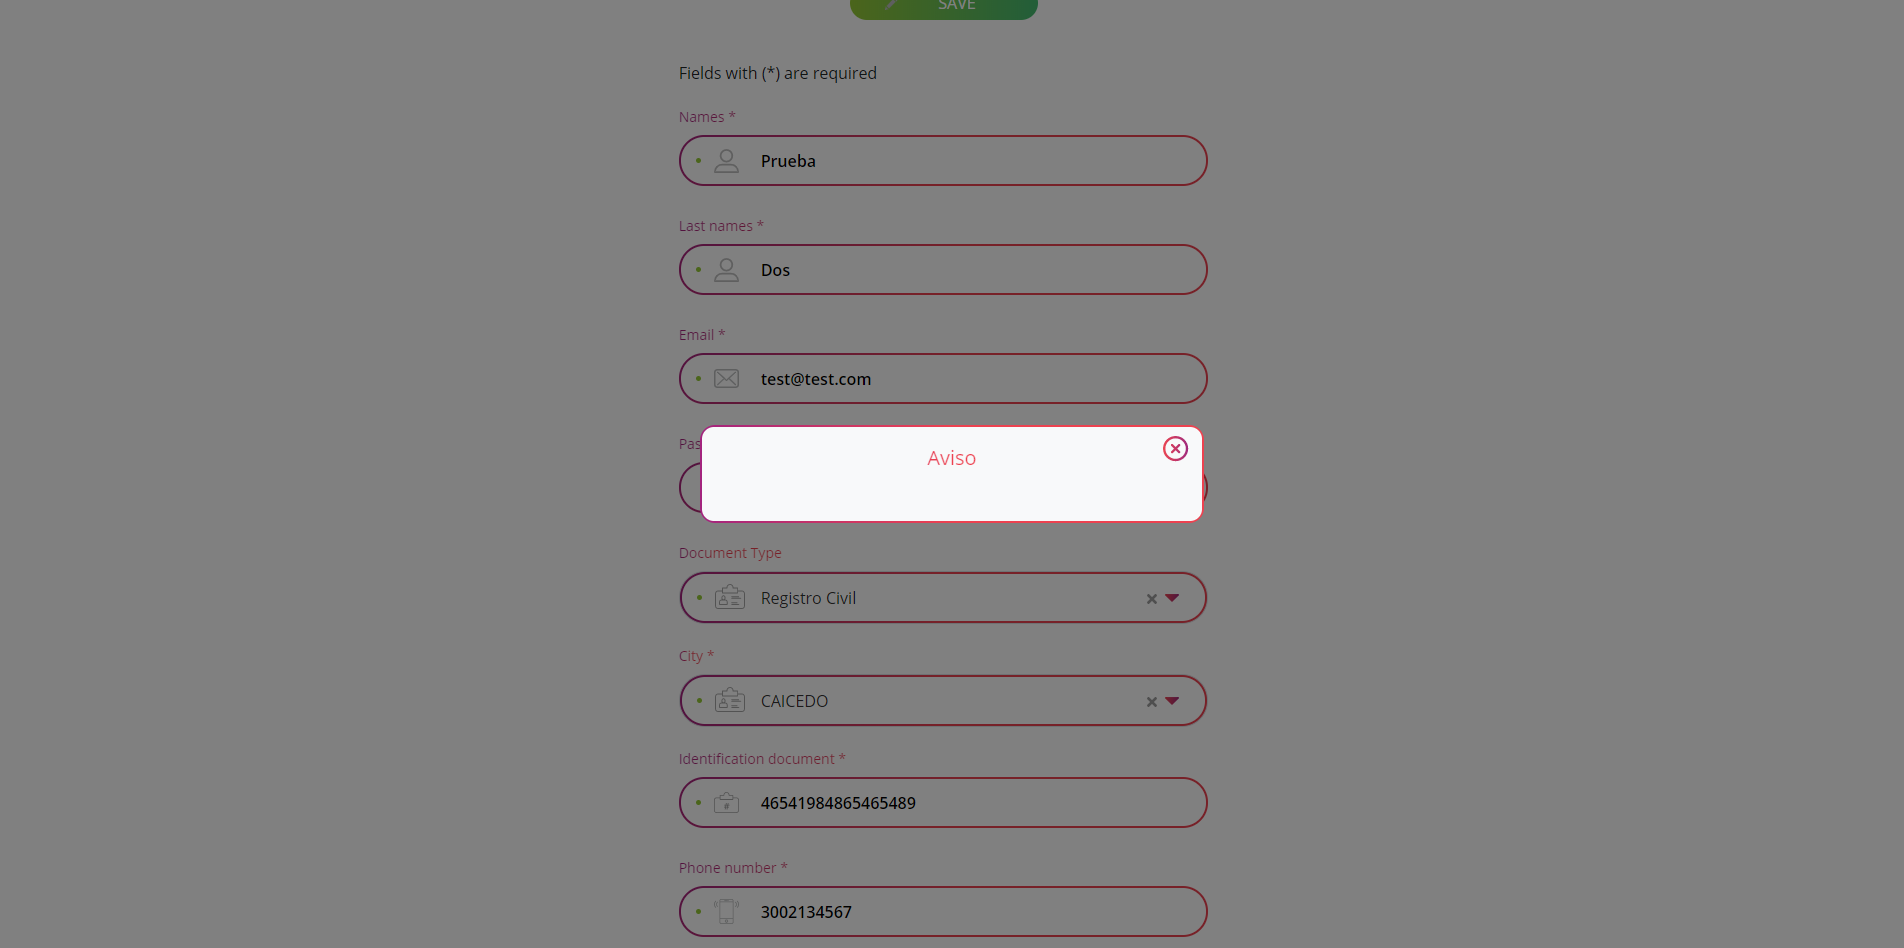 SAVE
Fields with (*) are required
Names *
Prueba
Last names *
Dos
Email *
test@test.com
Pas
Aviso
Document Type
Registro Civil
City *
CAICEDO
Identification document *
46541984865465489
Phone number *
3002134567